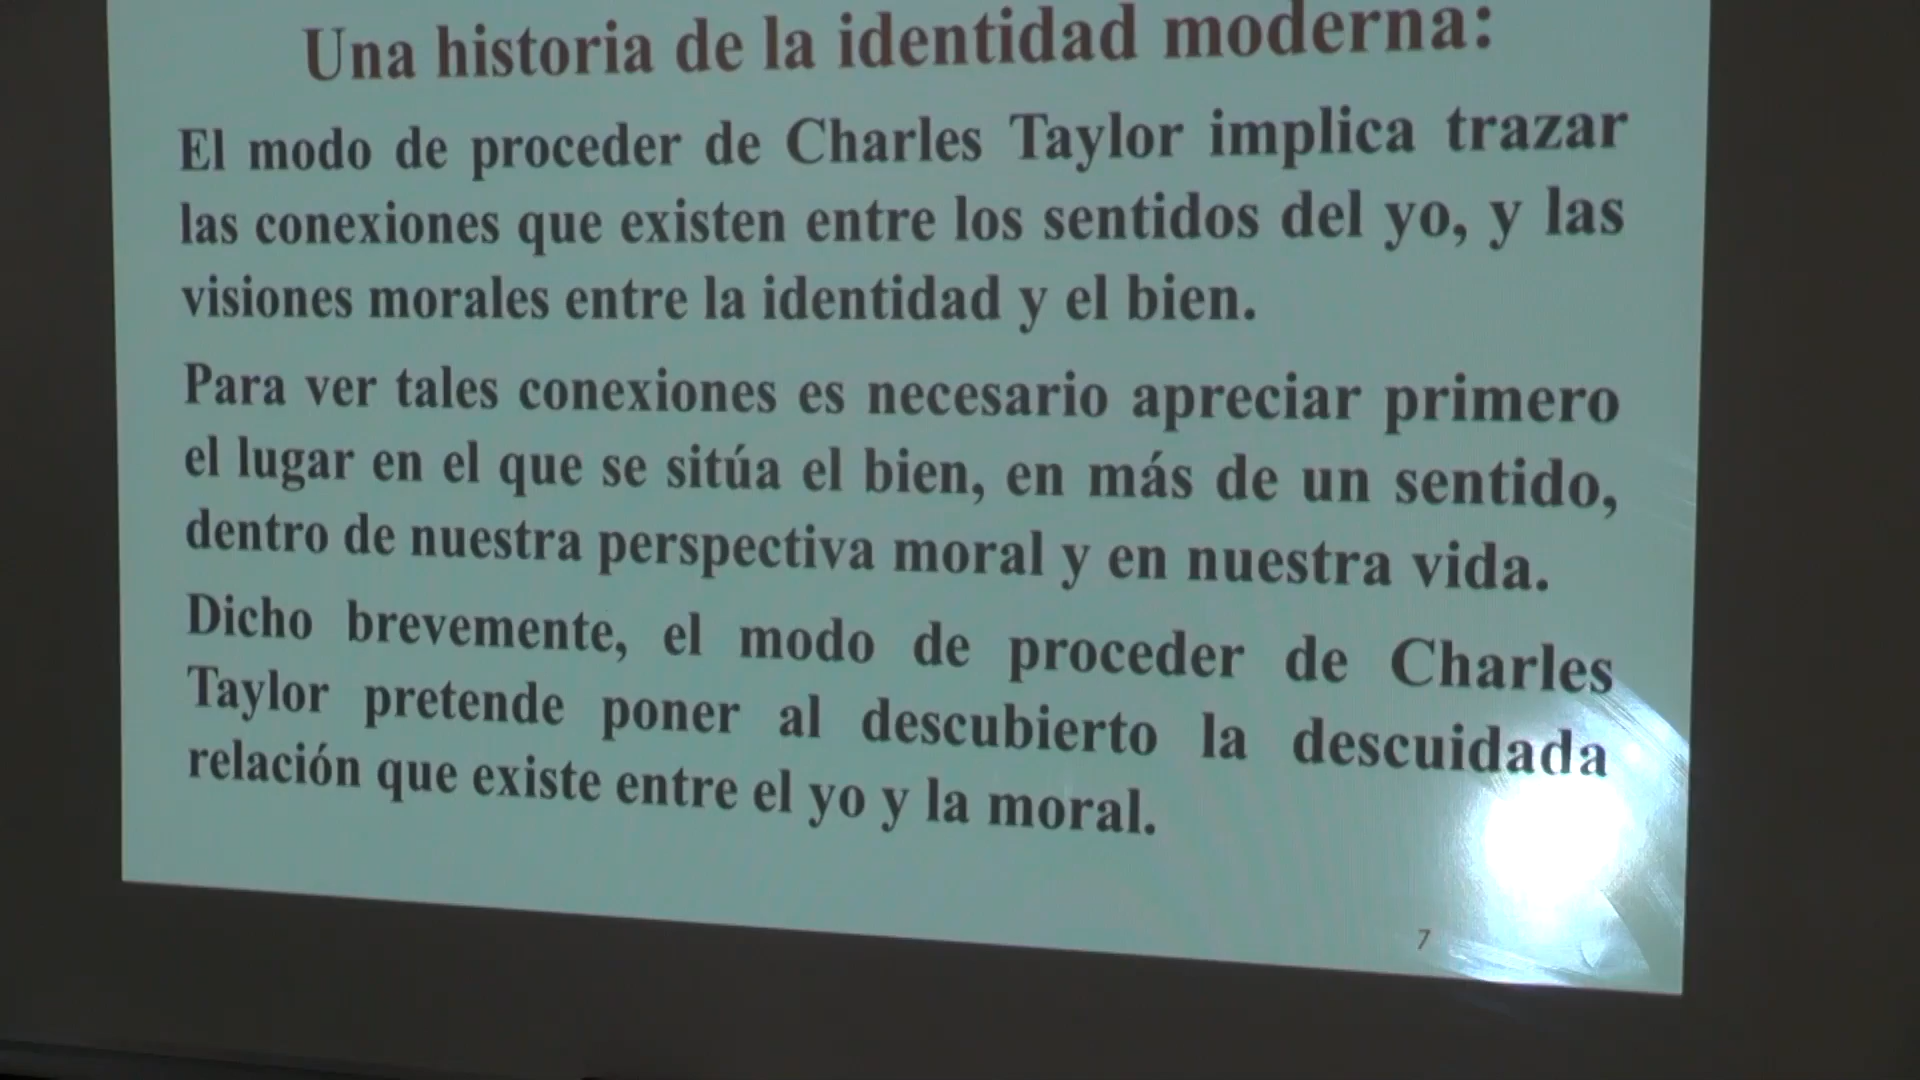 Una historia de la identidad moderna:
El modo de proceder de Charles Taylor implica trazar
las conexiones que existen entre los sentidos del yo, y las
visiones morales entre la identidad y el bien.
Para ver tales conexiones es necesario apreciar primero
el lugar en el que se sitúa el bien, en más de un sentido,
dentro de nuestra perspectiva moral y en nuestra vida.
Dicho brevemente, el modo de proceder de Charles
Taylor pretende poner al descubierto la descuidada
relación que existe entre el yo y la moral.
7